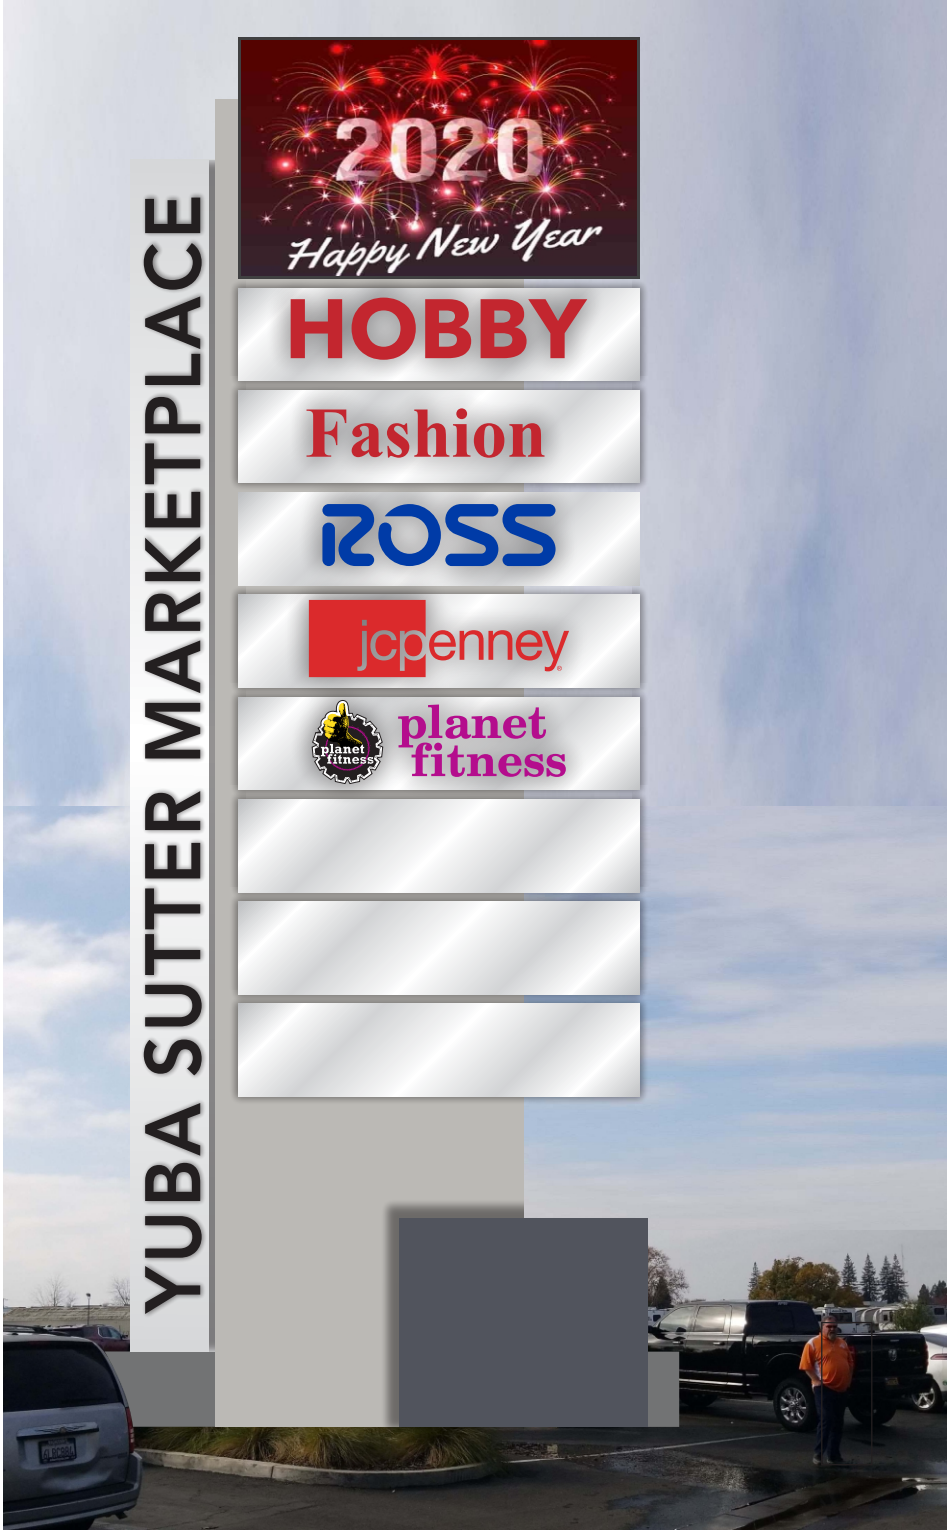 2020
Happy New Year
YUBA SUTTER MARKETPLACE
HOBBY
Fashion
ROSS
jcpenney®
planet
fitness
planet
fitness